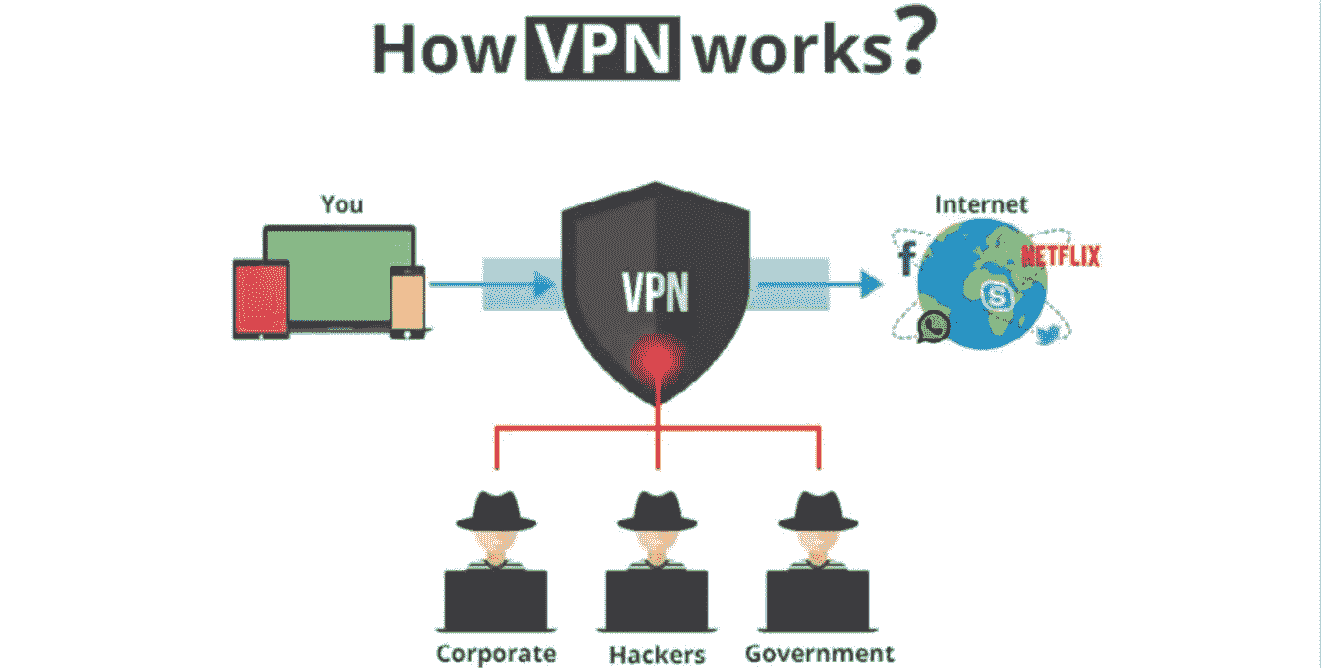 How VPN works?
You
Internet
f
NETFLIX
VPN
S
Corporate
Hackers
Government